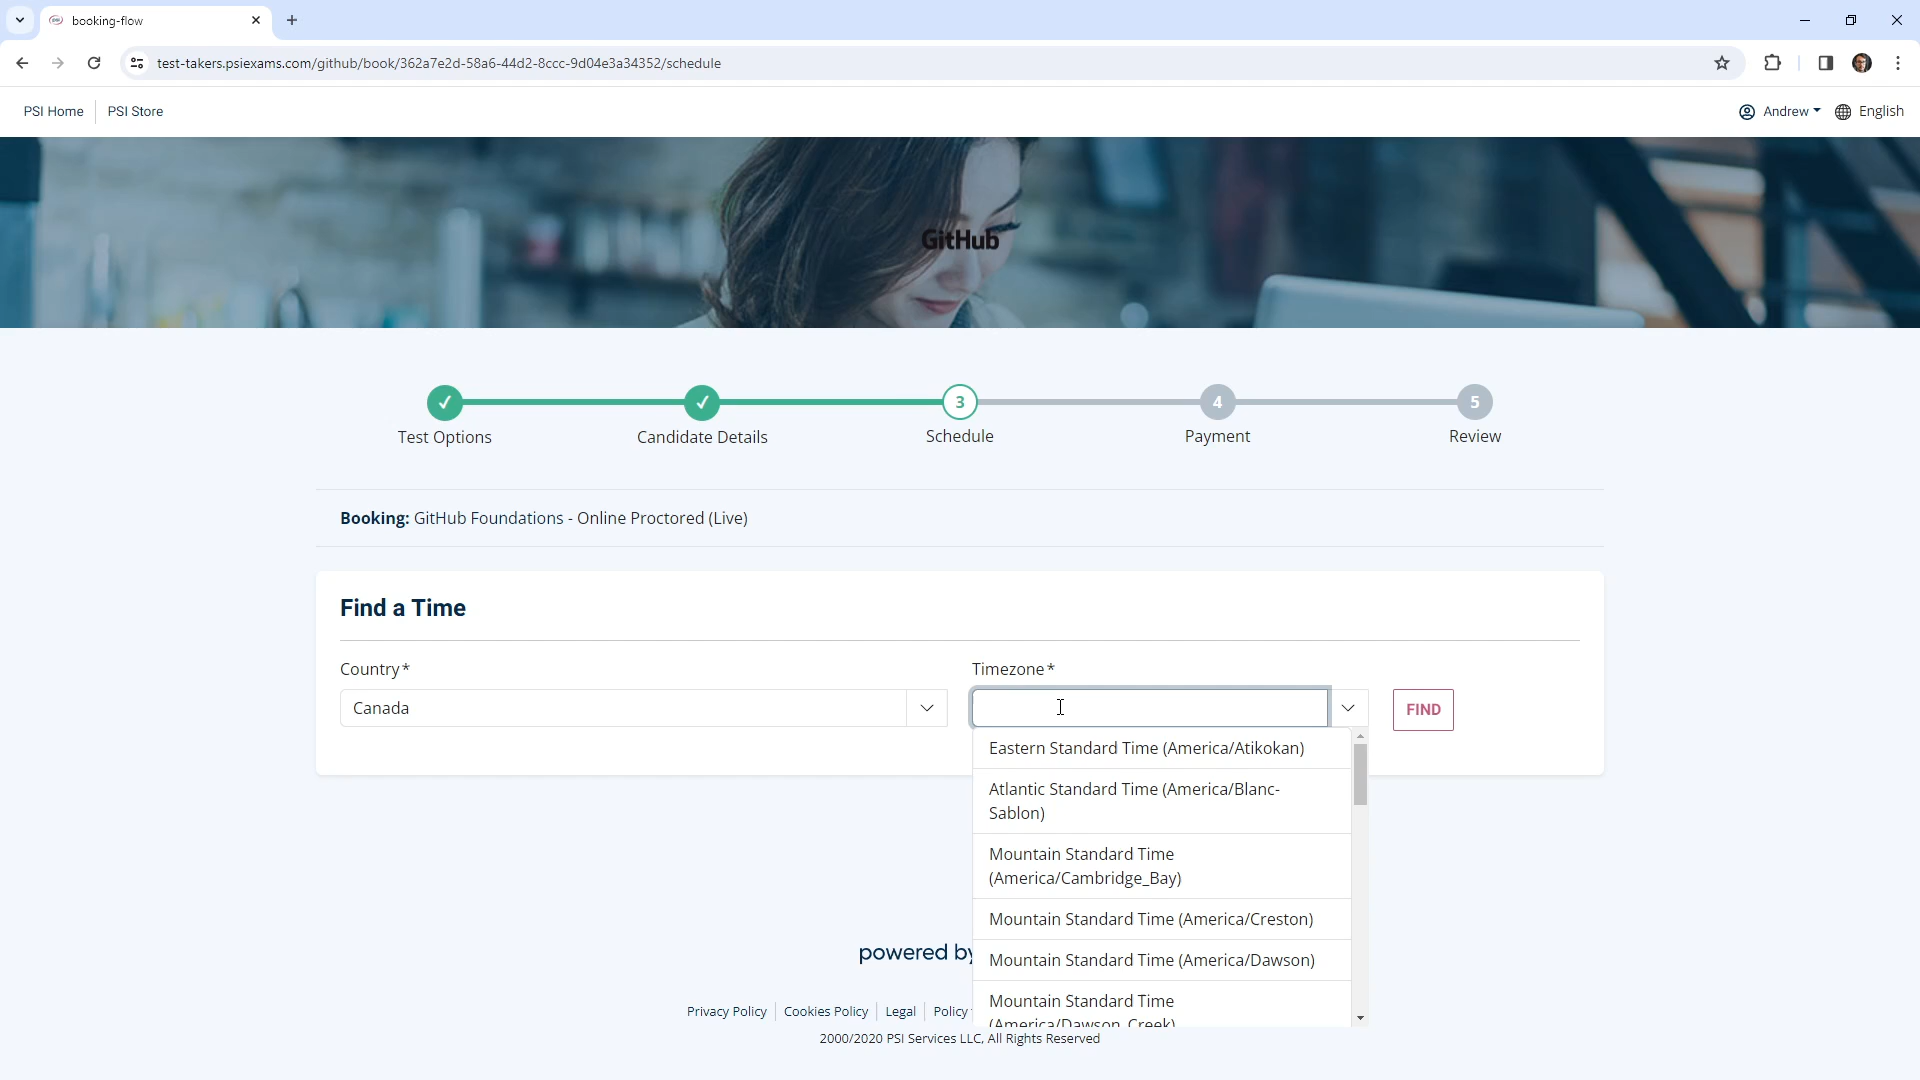 booking-flow
test-takers.psiexams.com/github/book/362a7e2d-58a6-44d2-8ccc-9d04e3a34352/schedule
PSI Home PSI Store Andrew English
GitHub
3 4 5
Test Options Candidate Details Schedule Payment Review
Booking: GitHub Foundations - Online Proctored (Live)
Find a Time
Country* Timezone*
Canada FIND
Eastern Standard Time (America/Atikokan)
Atlantic Standard Time (America/Blanc-
Sablon)
Mountain Standard Time
(America/Cambridge_Bay)
Mountain Standard Time (America/Creston)
Mountain Standard Time (America/Dawson)
Mountain Standard Time
(America/Dawson_Creek)
powered by
Privacy Policy Cookies Policy Legal Policy
2000/2020 PSI Services LLC, All Rights Reserved